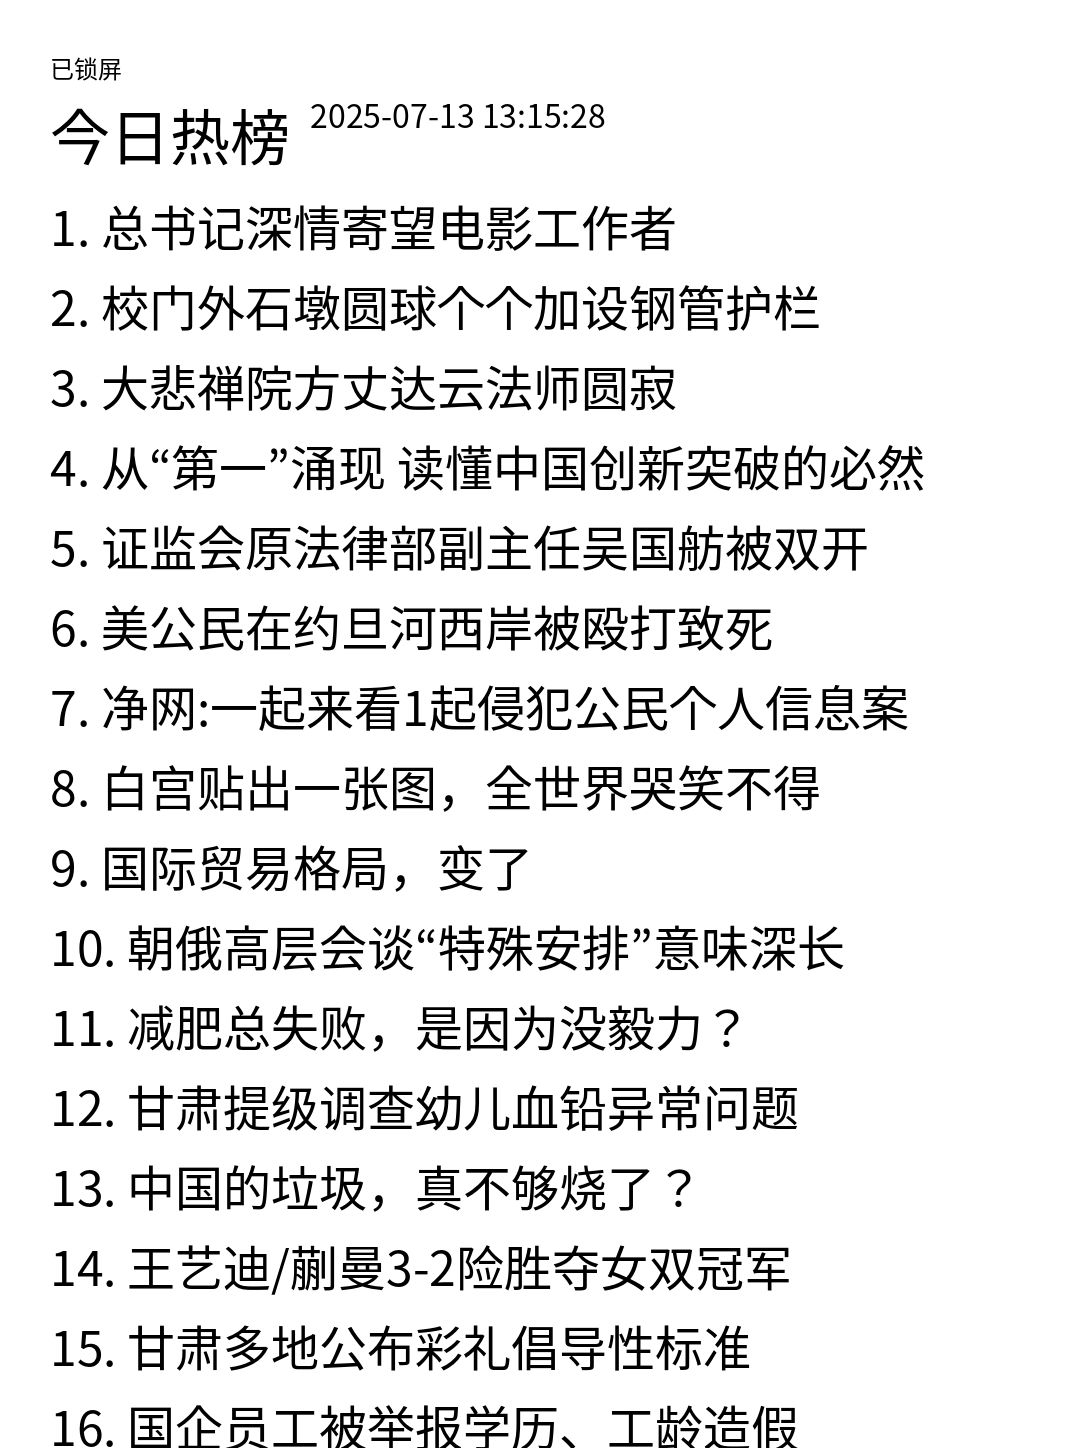 已锁屏
今日热榜 2025-07-13 13:15:28
1. 总书记深情寄望电影工作者
2. 校门外石墩圆球个个加设钢管护栏
3. 大悲禅院方丈达云法师圆寂
4. 从“第一”涌现 读懂中国创新突破的必然
5. 证监会原法律部副主任吴国舫被双开
6. 美公民在约旦河西岸被殴打致死
7. 净网:一起来看1起侵犯公民个人信息案
8. 白宫贴出一张图，全世界哭笑不得
9. 国际贸易格局，变了
10. 朝俄高层会谈“特殊安排”意味深长
11. 减肥总失败，是因为没毅力？
12. 甘肃提级调查幼儿血铅异常问题
13. 中国的垃圾，真不够烧了？
14. 王艺迪/蒯曼3-2险胜夺女双冠军
15. 甘肃多地公布彩礼倡导性标准
16. 国企员工被举报学历、工龄造假